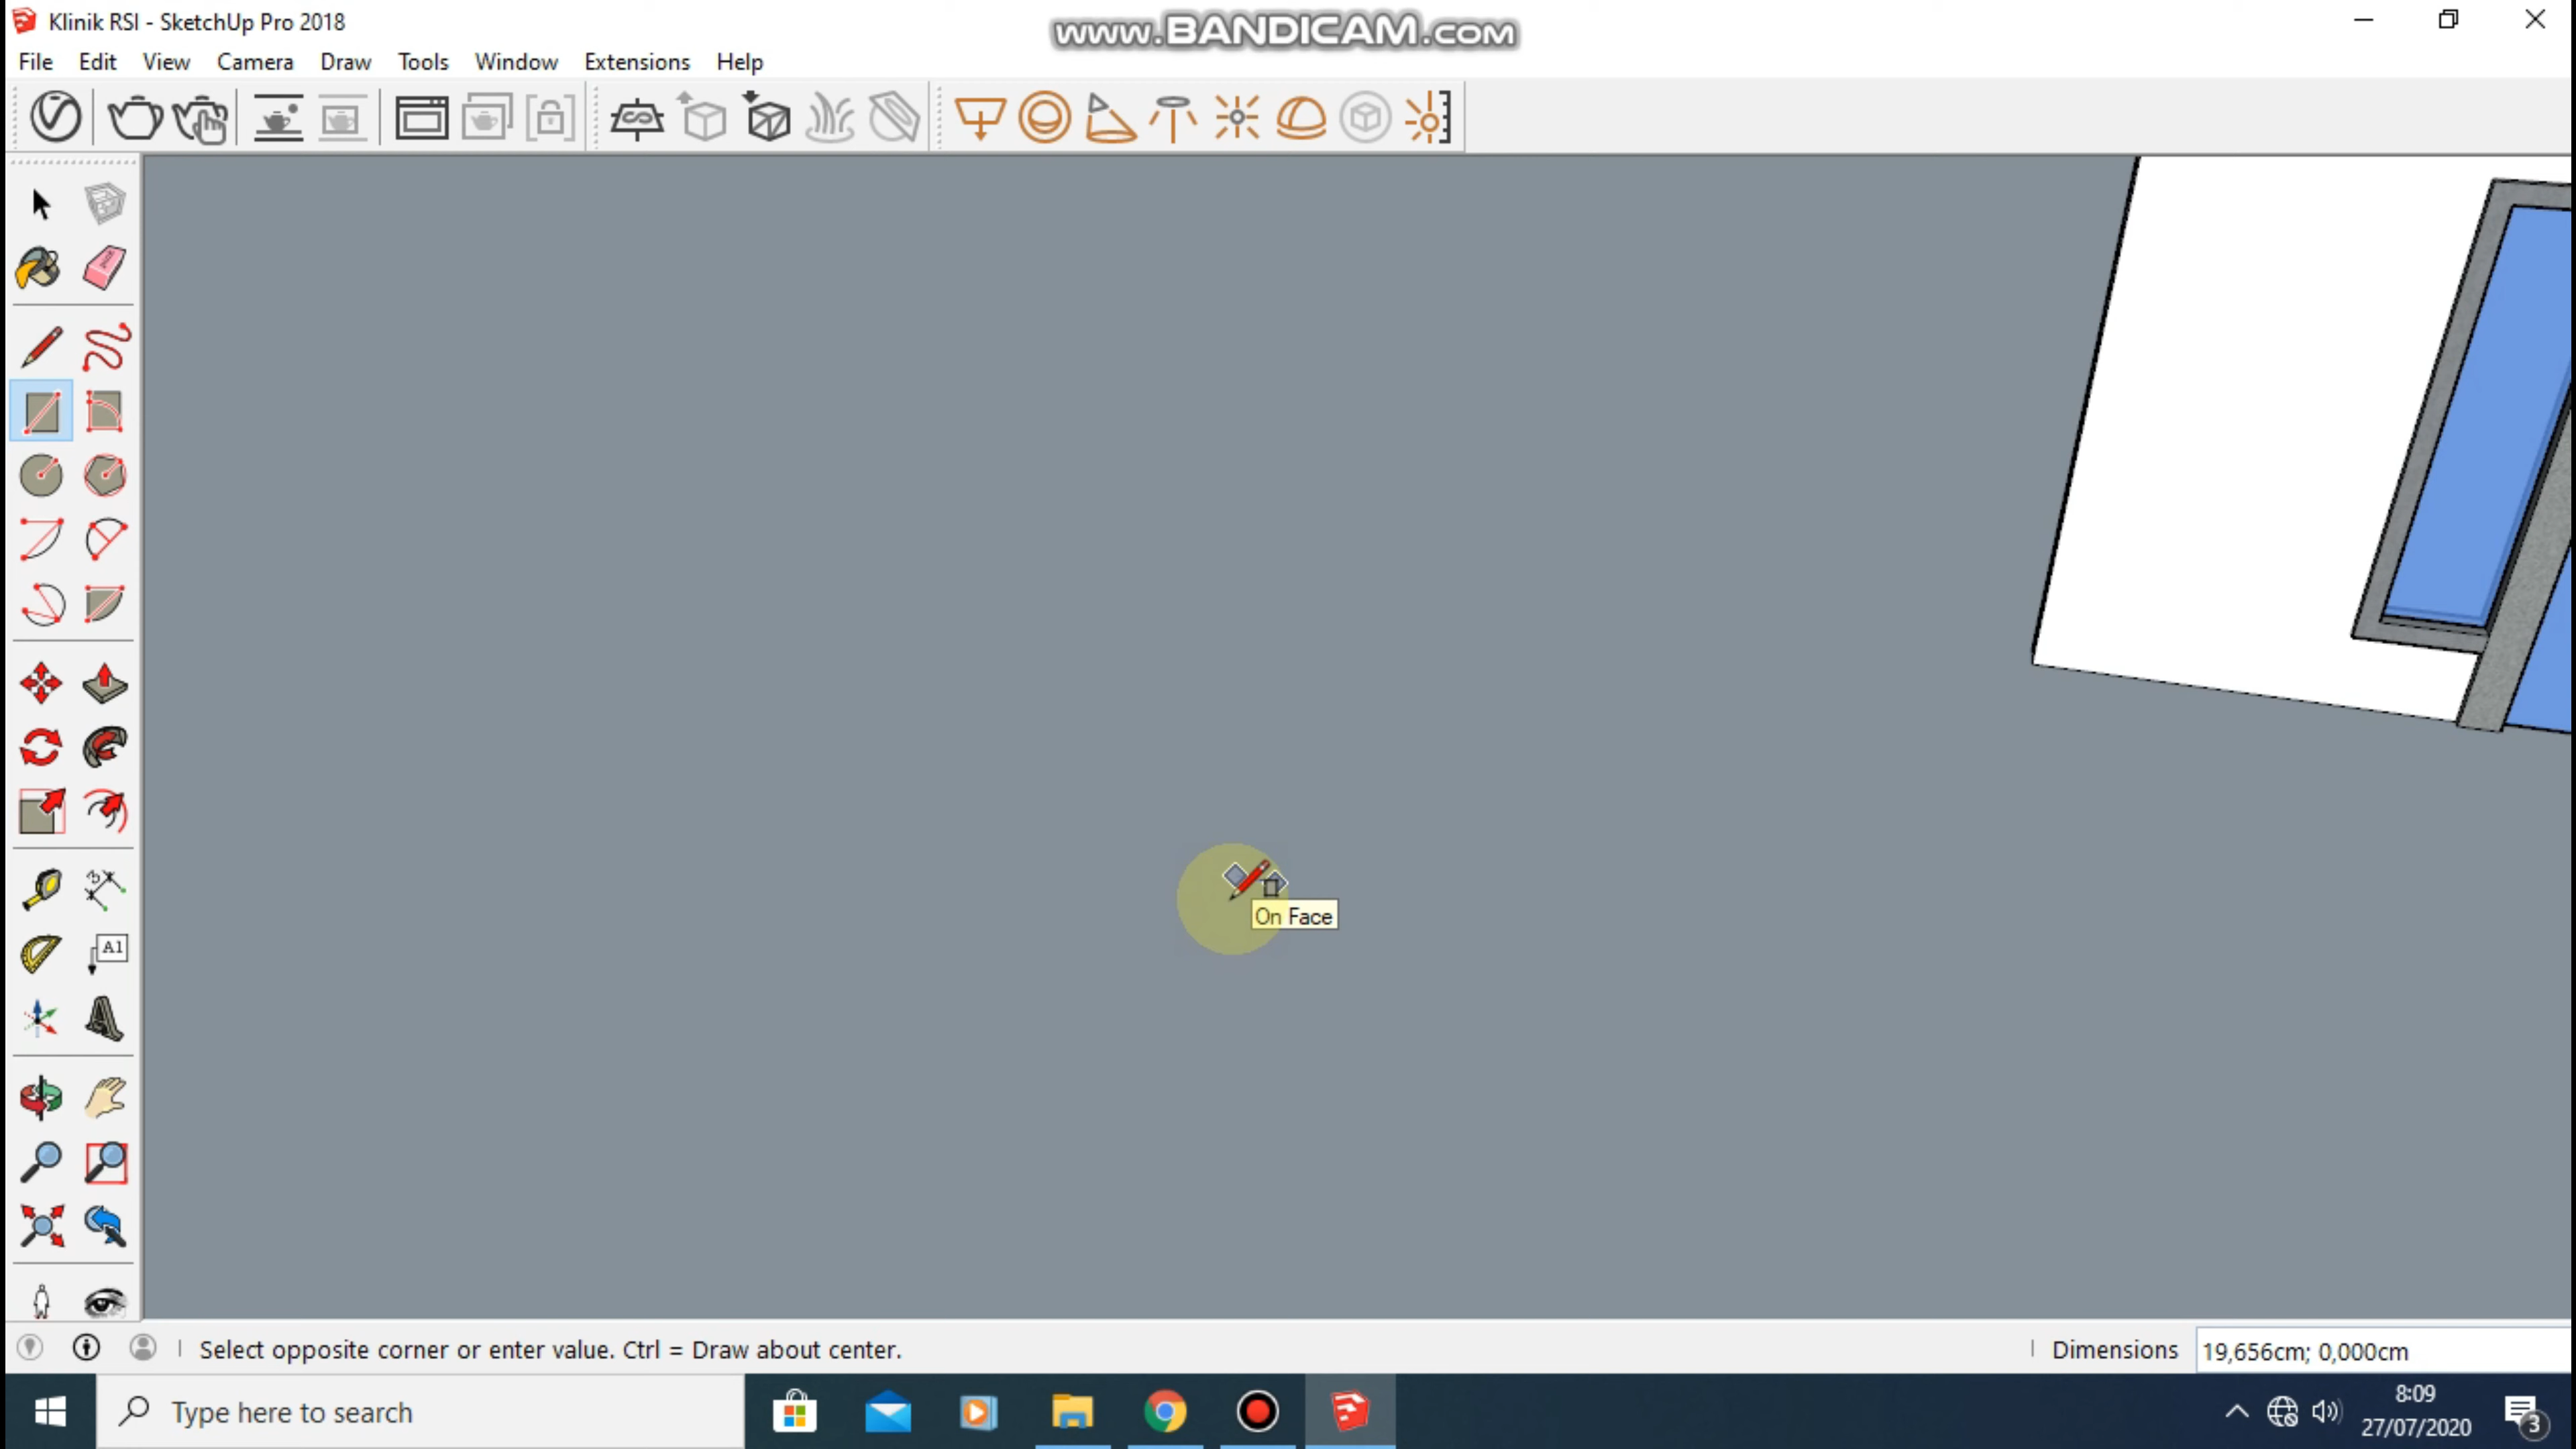 Klinik RSI - SketchUp Pro 2018
www.BANDICAM.com
File Edit View Camera Draw Tools Window Extensions Help
A1
On Face
Select opposite corner or enter value. Ctrl = Draw about center.
Dimensions 19,656cm; 0,000cm
Type here to search
8:09
27/07/2020
3